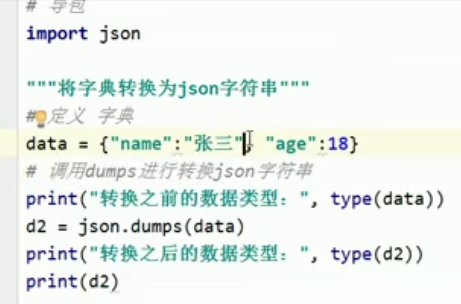 # 导包
import json
"""将字典转换为json字符串"""
# 定义 字典
data = {"name":"张三", "age":18}
# 调用dumps进行转换json字符串
print("转换之前的数据类型：", type(data))
d2 = json.dumps(data)
print("转换之后的数据类型：", type(d2))
print(d2)